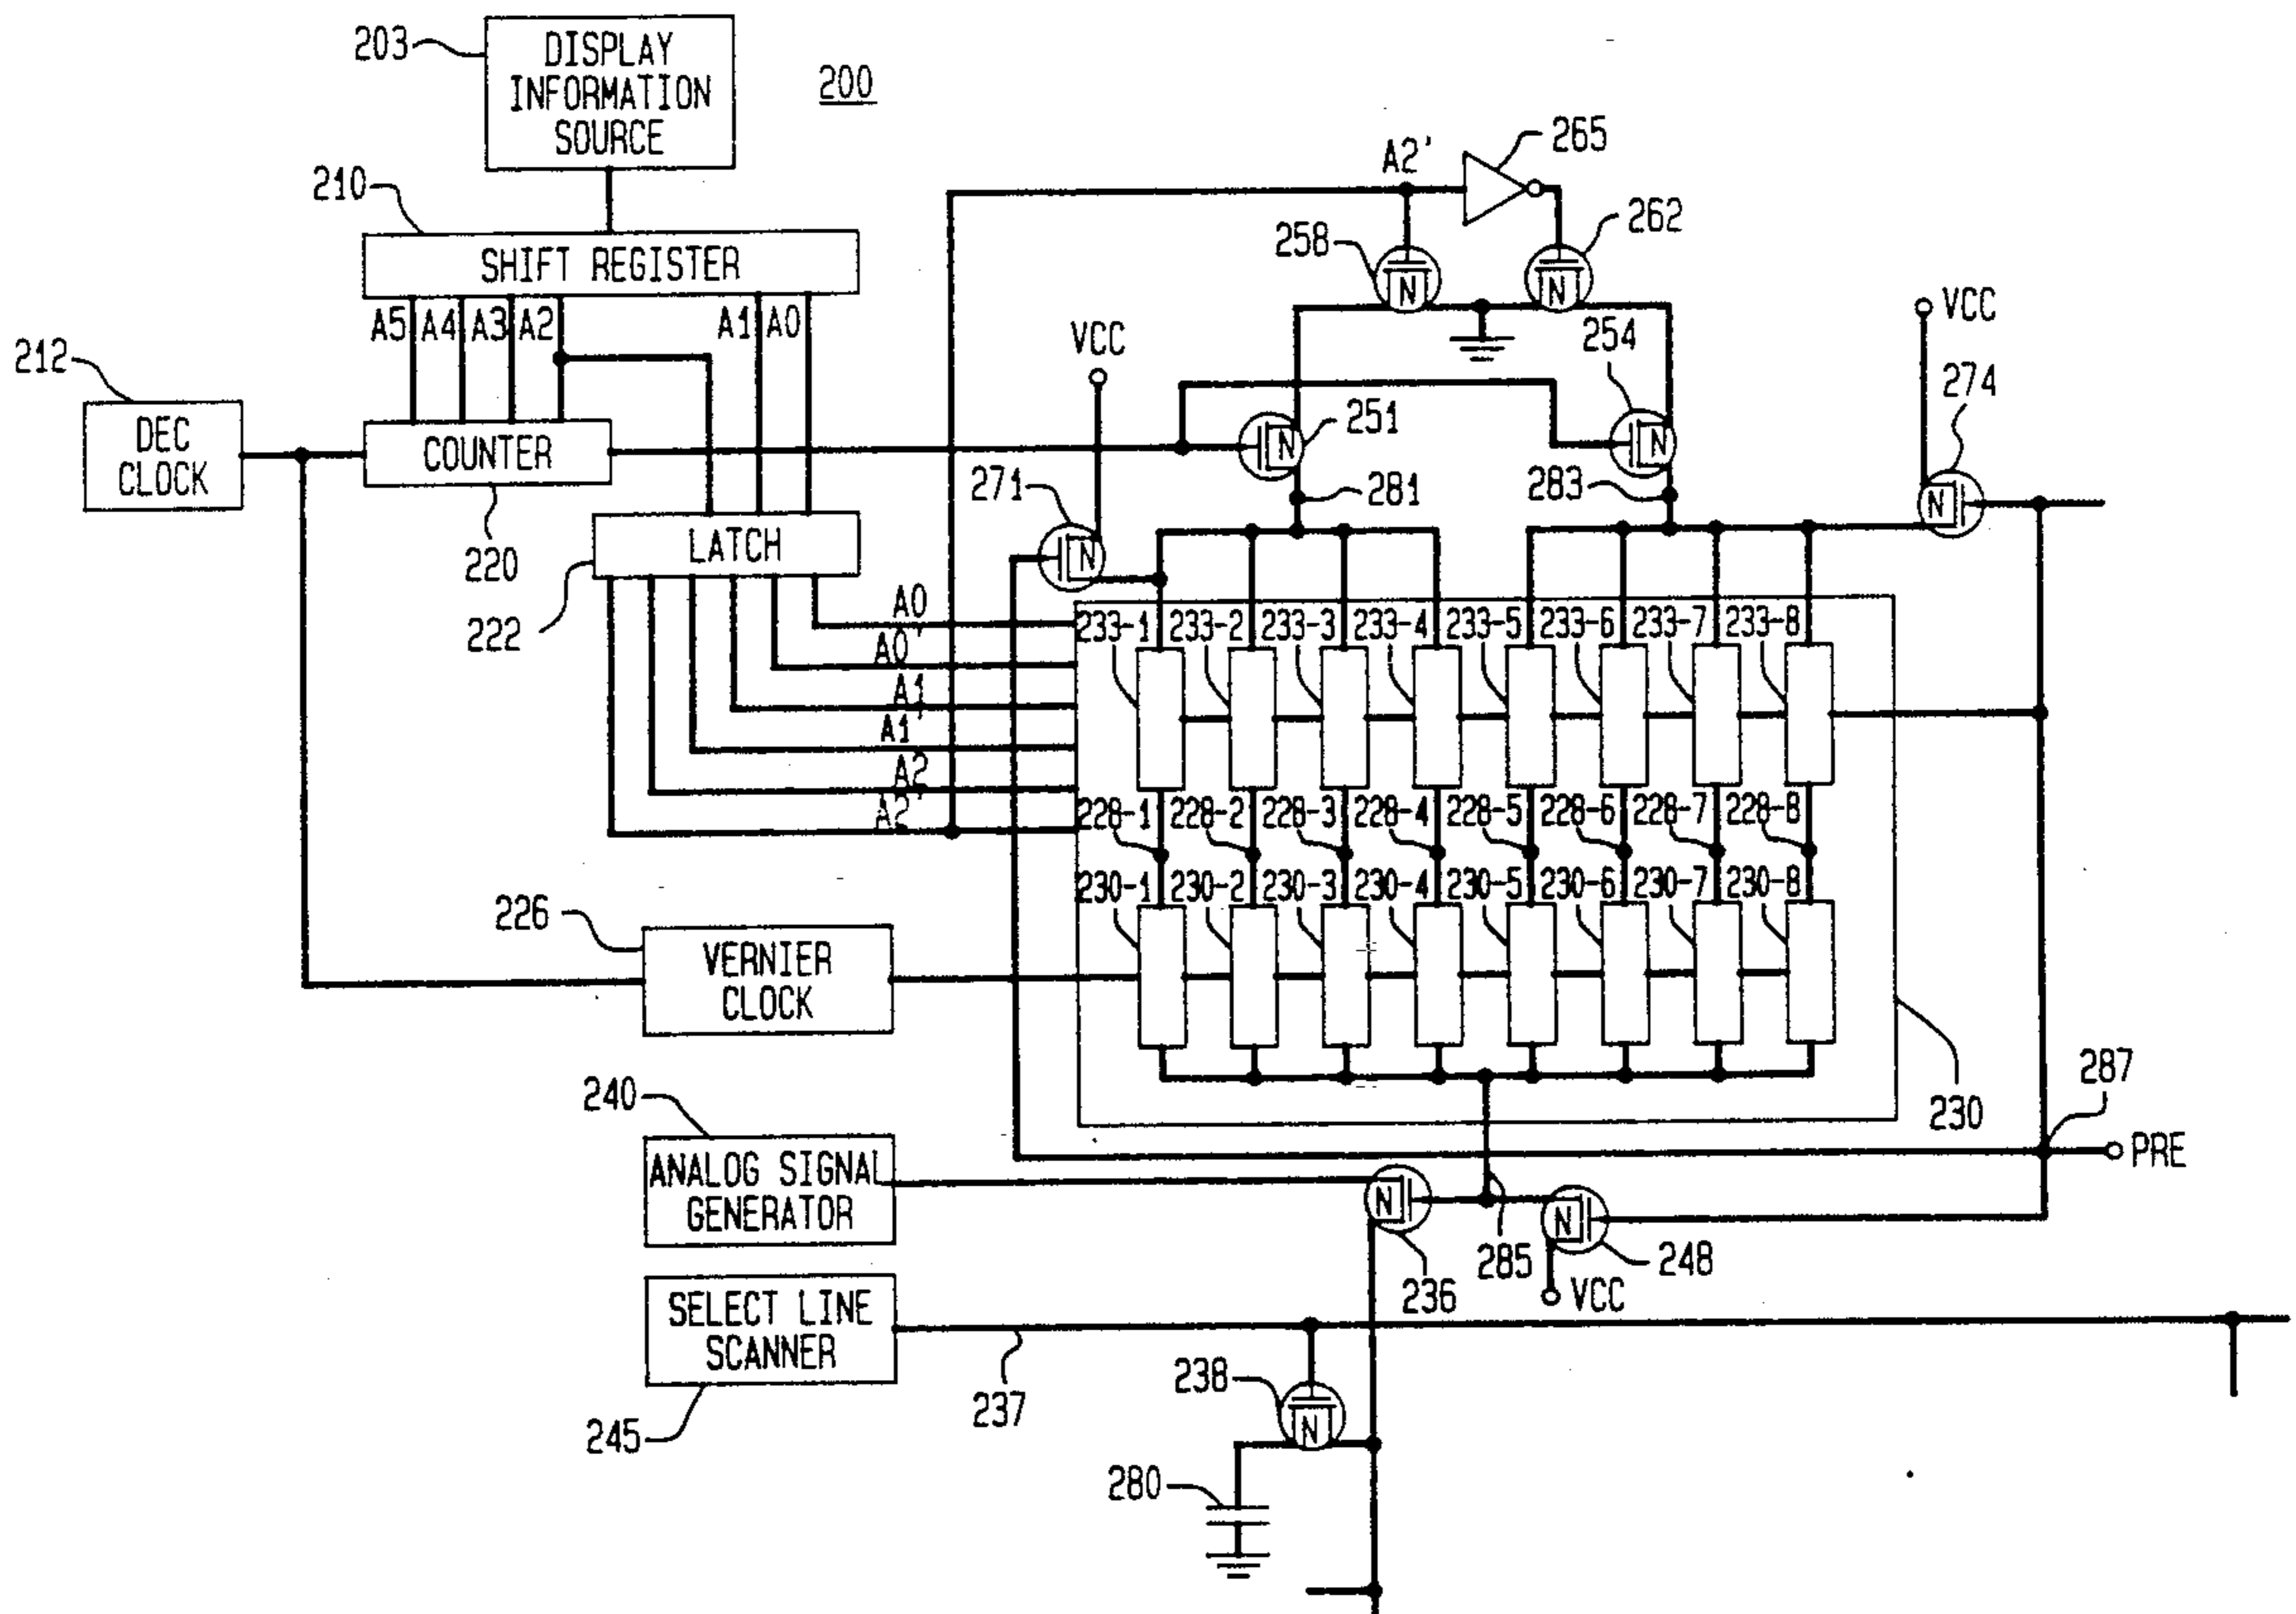 203
DISPLAY
INFORMATION
SOURCE
200
210
SHIFT REGISTER
A5 A4 A3 A2 A1 A0
212
DEC
CLOCK
COUNTER
220
LATCH
222
A2'
265
258
N
262
N
VCC
254
N
251
N
VCC
274
N
271
N
281
283
A0
A0'
A1
A1'
A2
A2'
233-1 233-2 233-3 233-4 233-5 233-6 233-7 233-8
228-1 228-2 228-3 228-4 228-5 228-6 228-7 228-8
230-1 230-2 230-3 230-4 230-5 230-6 230-7 230-8
226
VERNIER
CLOCK
287
230
PRE
240
ANALOG SIGNAL
GENERATOR
N
N
236
285
248
VCC
SELECT LINE
SCANNER
245
237
238
N
280